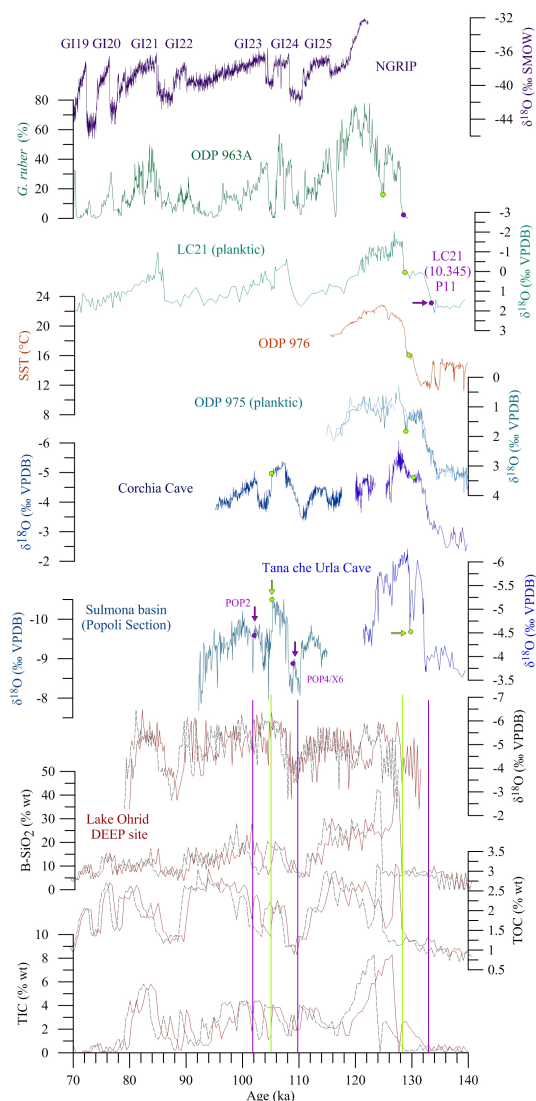 -32
GI19 GI20 GI21 GI22 GI23 GI24 GI25
-36
NGRIP
-40
-44
δ18O (‰ SMOW)
80
60
40
20
0
G. ruber (%)
ODP 963A
-3
-2
-1
0
1
2
3
δ18O (‰ VPDB)
LC21 (planktic)
LC21
(10.345)
P11
24
20
16
12
8
SST (°C)
ODP 976
0
1
2
3
4
δ18O (‰ VPDB)
ODP 975 (planktic)
-6
-5
-4
-3
-2
δ18O (‰ VPDB)
Corchia Cave
-6
-5.5
-5
-4.5
-4
-3.5
δ18O (‰ VPDB)
Tana che Urla Cave
-10
-9
-8
δ18O (‰ VPDB)
POP2
Sulmona basin
(Popoli Section)
POP4/X6
-7
-6
-5
-4
-3
-2
δ18O (‰ VPDB)
50
40
30
20
10
0
B-SiO2 (% wt)
Lake Ohrid
DEEP site
3.5
3
2.5
2
1.5
1
0.5
TOC (% wt)
10
8
6
4
2
0
TIC (% wt)
70 80 90 100 110 120 130 140
Age (ka)